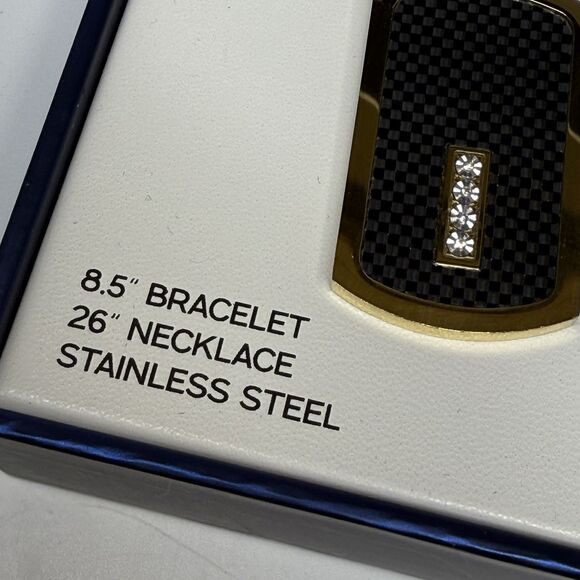 8.5" BRACELET
26" NECKLACE
STAINLESS STEEL